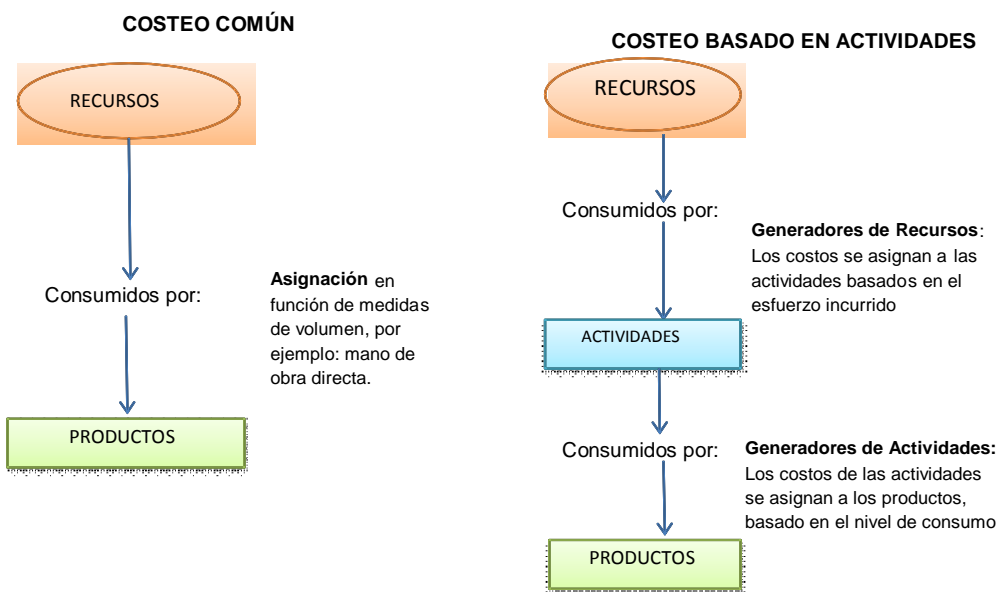 COSTEO COMÚN
RECURSOS
Consumidos por:
Asignación en
función de medidas
de volumen, por
ejemplo: mano de
obra directa.
PRODUCTOS
COSTEO BASADO EN ACTIVIDADES
RECURSOS
Consumidos por:
Generadores de Recursos:
Los costos se asignan a las
actividades basados en el
esfuerzo incurrido
ACTIVIDADES
Consumidos por:
Generadores de Actividades:
Los costos de las actividades
se asignan a los productos,
basado en el nivel de consumo
PRODUCTOS